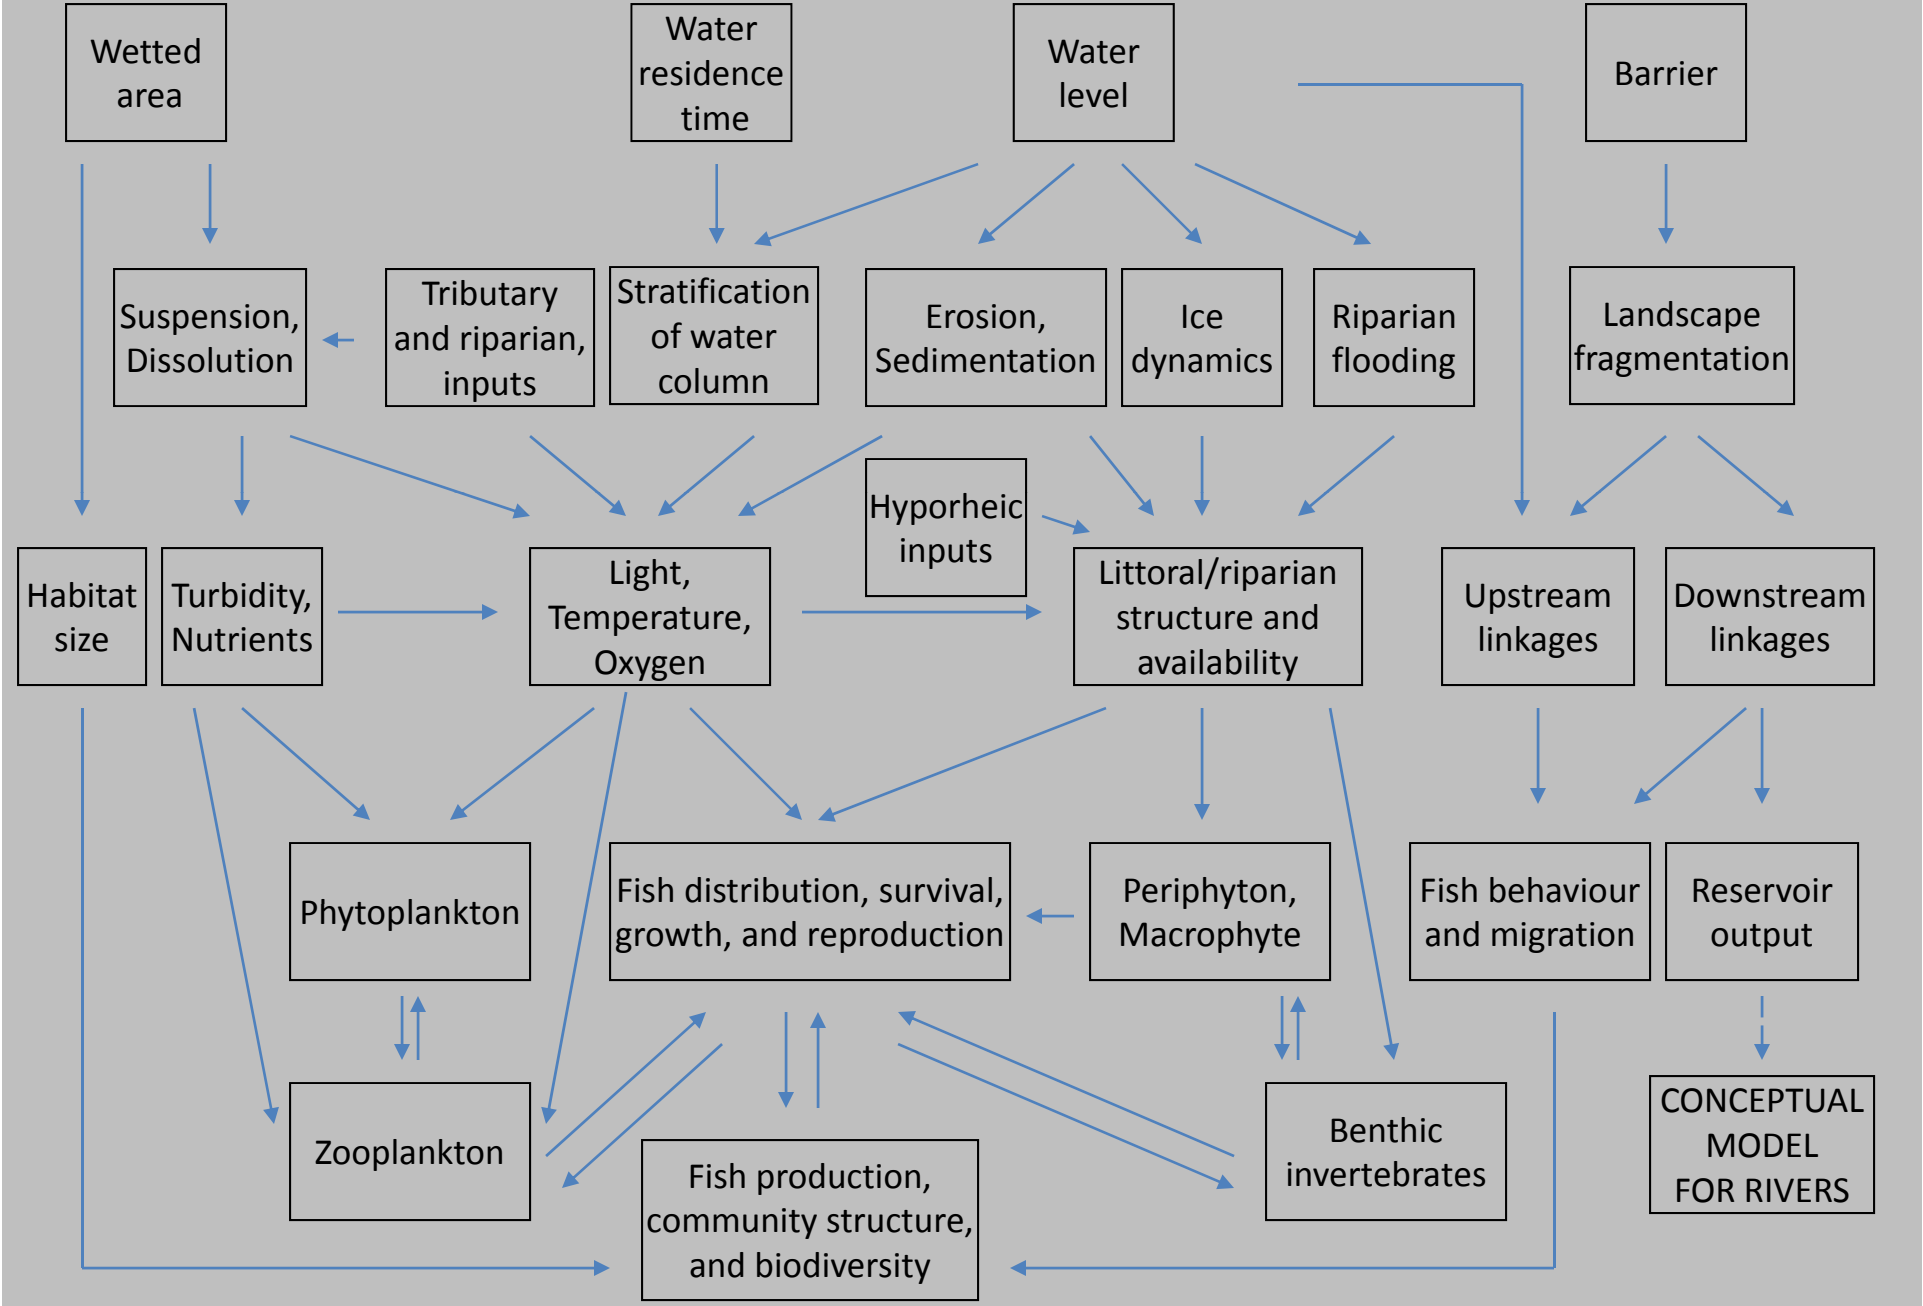 Wetted
area
Water
residence
time
Water
level
Barrier
Suspension,
Dissolution
Tributary
and riparian,
inputs
Stratification
of water
column
Erosion,
Sedimentation
Ice
dynamics
Riparian
flooding
Landscape
fragmentation
Hyporheic
inputs
Habitat
size
Turbidity,
Nutrients
Light,
Temperature,
Oxygen
Littoral/riparian
structure and
availability
Upstream
linkages
Downstream
linkages
Phytoplankton
Fish distribution, survival,
growth, and reproduction
Periphyton,
Macrophyte
Fish behaviour
and migration
Reservoir
output
Zooplankton
Fish production,
community structure,
and biodiversity
Benthic
invertebrates
CONCEPTUAL
MODEL
FOR RIVERS